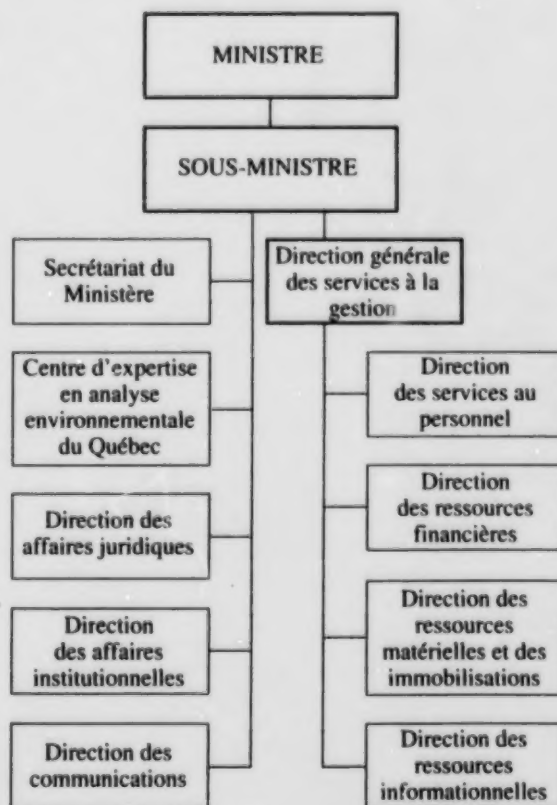 MINISTRE
SOUS-MINISTRE
Secrétariat du
Ministère
Centre d'expertise
en analyse
environnementale
du Québec
Direction des
affaires juridiques
Direction
des affaires
institutionnelles
Direction des
communications
Direction générale
des services à la
gestion
Direction
des services au
personnel
Direction
des ressources
financières
Direction des
ressources
matérielles et des
immobilisations
Direction des
ressources
informationnelles